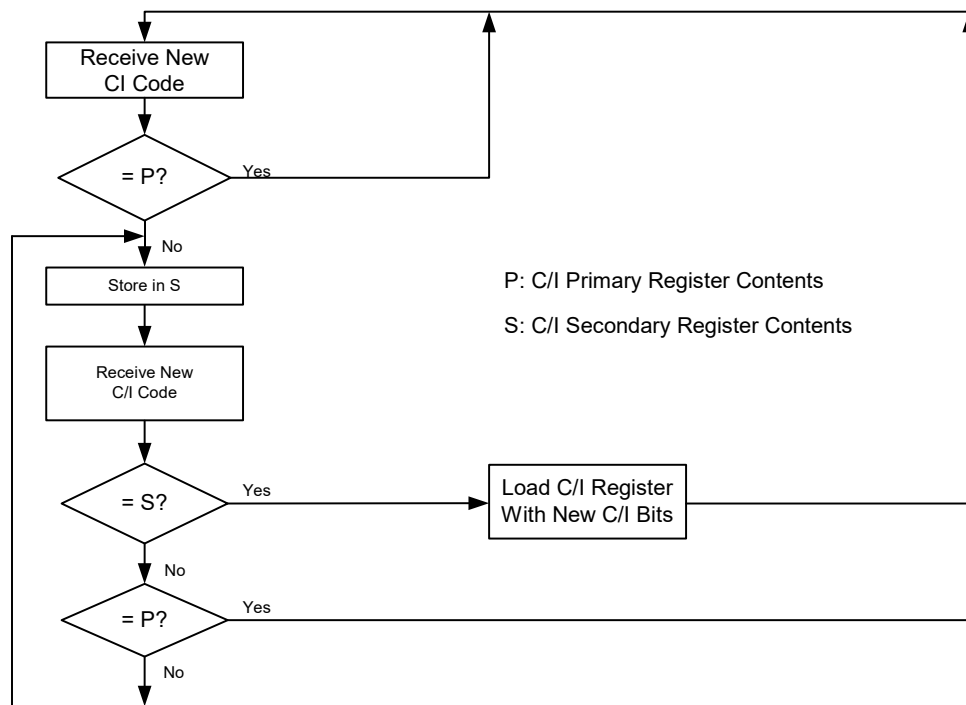 Receive New
CI Code
= P?
Yes
No
Store in S
P: C/I Primary Register Contents
S: C/I Secondary Register Contents
Receive New
C/I Code
= S?
Yes
Load C/I Register
With New C/I Bits
No
= P?
Yes
No